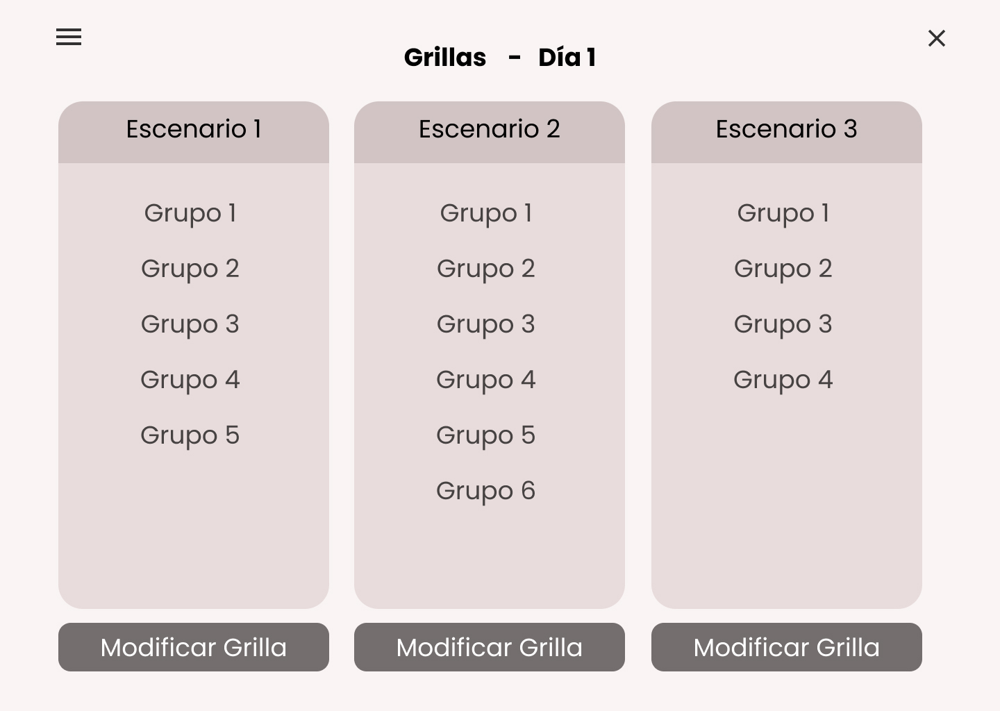 Grillas - Día 1
Escenario 1
Grupo 1
Grupo 2
Grupo 3
Grupo 4
Grupo 5
Modificar Grilla
Escenario 2
Grupo 1
Grupo 2
Grupo 3
Grupo 4
Grupo 5
Grupo 6
Modificar Grilla
Escenario 3
Grupo 1
Grupo 2
Grupo 3
Grupo 4
Modificar Grilla